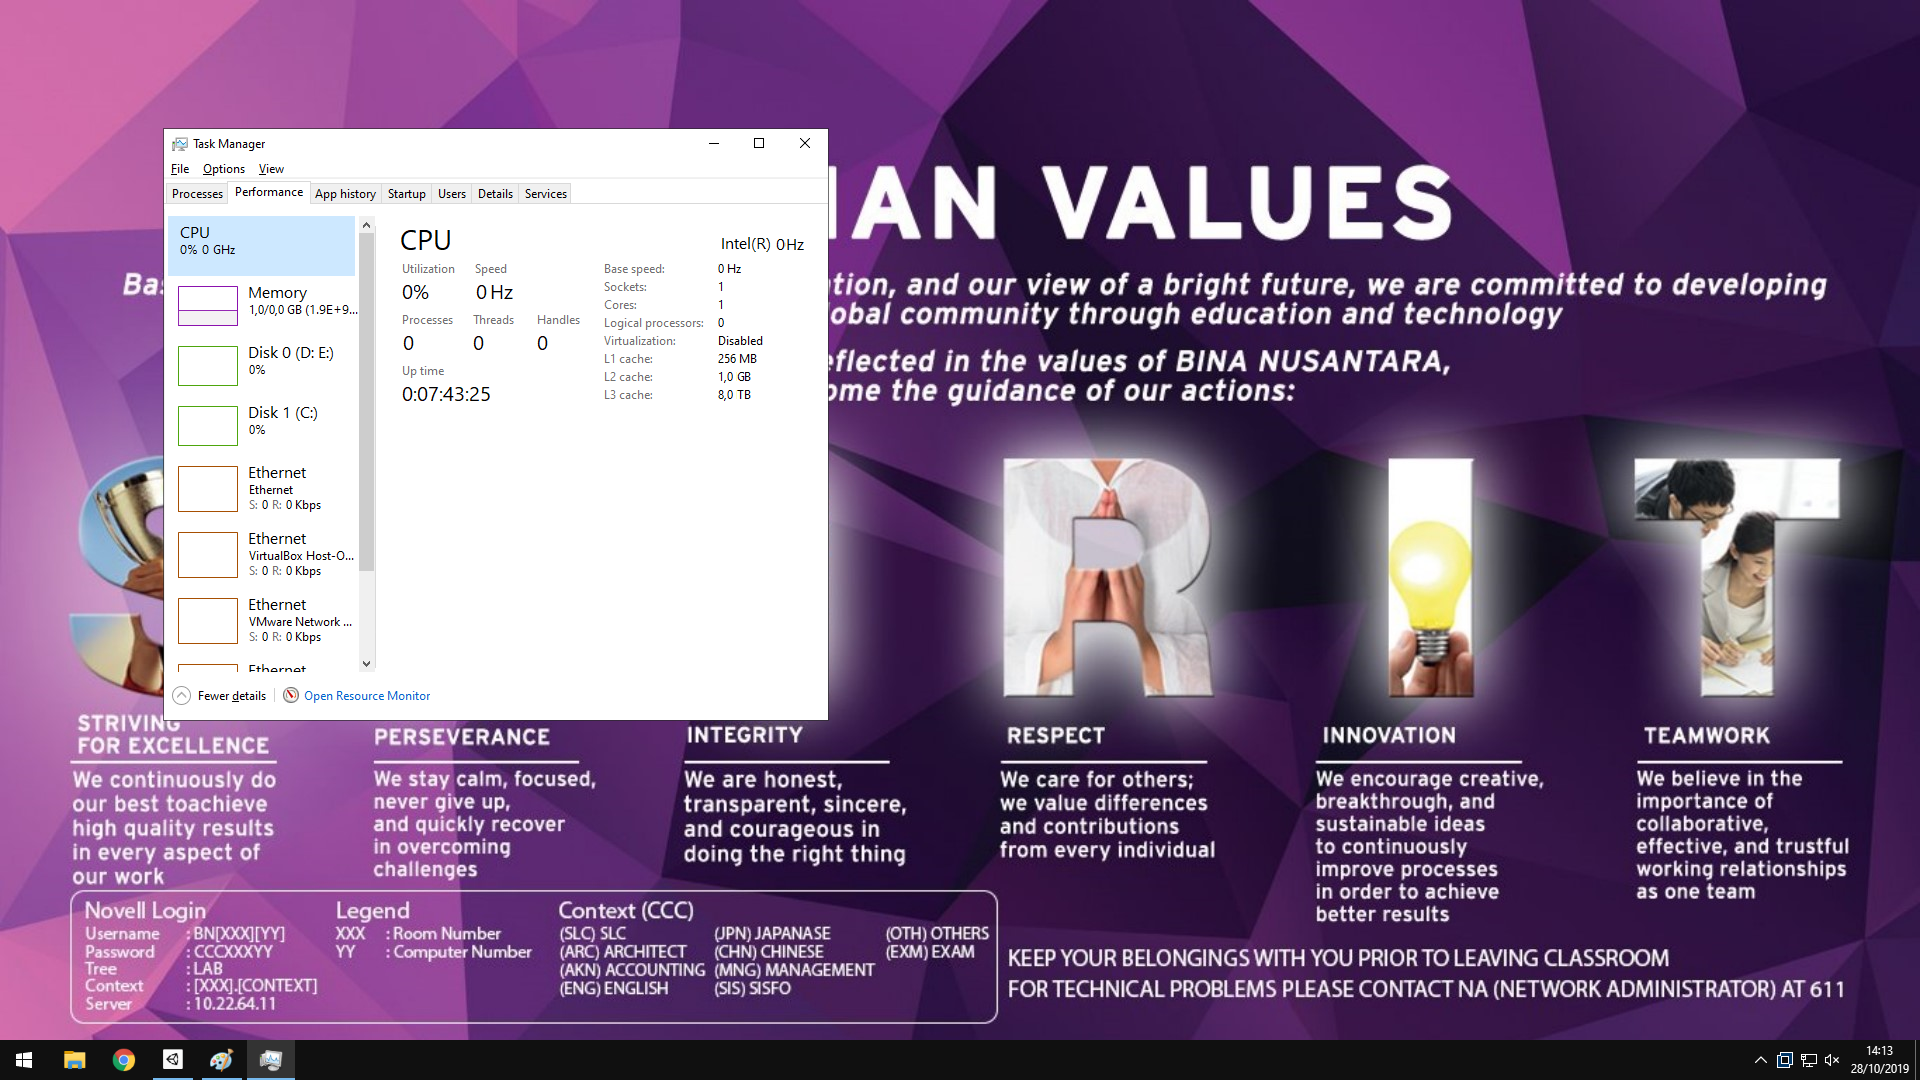 Task Manager
File Options View
Processes Performance App history Startup Users Details Services
CPU
0% 0 GHz
Memory
1,0/0,0 GB (1.9E+9...
Disk 0 (D: E:)
0%
Disk 1 (C:)
0%
Ethernet
Ethernet
S: 0 R: 0 Kbps
Ethernet
VirtualBox Host-O...
S: 0 R: 0 Kbps
Ethernet
VMware Network ...
S: 0 R: 0 Kbps
Ethernet
CPU Intel(R) 0Hz
Utilization Speed
0% 0 Hz
Processes Threads Handles
0 0 0
Up time
0:07:43:25
Base speed: 0 Hz
Sockets: 1
Cores: 1
Logical processors: 0
Virtualization: Disabled
L1 cache: 256 MB
L2 cache: 1,0 GB
L3 cache: 8,0 TB
Fewer details Open Resource Monitor
IAN VALUES
Ba
tion, and our view of a bright future, we are committed to developing
lobal community through education and technology
eflected in the values of BINA NUSANTARA,
ome the guidance of our actions:
S R I T
STRIVING
FOR EXCELLENCE
We continuously do
our best toachieve
high quality results
in every aspect of
our work
PERSEVERANCE
We stay calm, focused,
never give up,
and quickly recover
in overcoming
challenges
INTEGRITY
We are honest,
transparent, sincere,
and courageous in
doing the right thing
RESPECT
We care for others;
we value differences
and contributions
from every individual
INNOVATION
We encourage creative,
breakthrough, and
sustainable ideas
to continuously
improve processes
in order to achieve
better results
TEAMWORK
We believe in the
importance of
collaborative,
effective, and trustful
working relationships
as one team
Novell Login
Username : BN[XXX][YY]
Password : CCCXXXYY
Tree : LAB
Context : [XXX].[CONTEXT]
Server : 10.22.64.11
Legend
XXX : Room Number
YY : Computer Number
Context (CCC)
(SLC) SLC (JPN) JAPANASE (OTH) OTHERS
(ARC) ARCHITECT (CHN) CHINESE (EXM) EXAM
(AKN) ACCOUNTING (MNG) MANAGEMENT
(ENG) ENGLISH (SIS) SISFO
KEEP YOUR BELONGINGS WITH YOU PRIOR TO LEAVING CLASSROOM
FOR TECHNICAL PROBLEMS PLEASE CONTACT NA (NETWORK ADMINISTRATOR) AT 611
14:13
28/10/2019